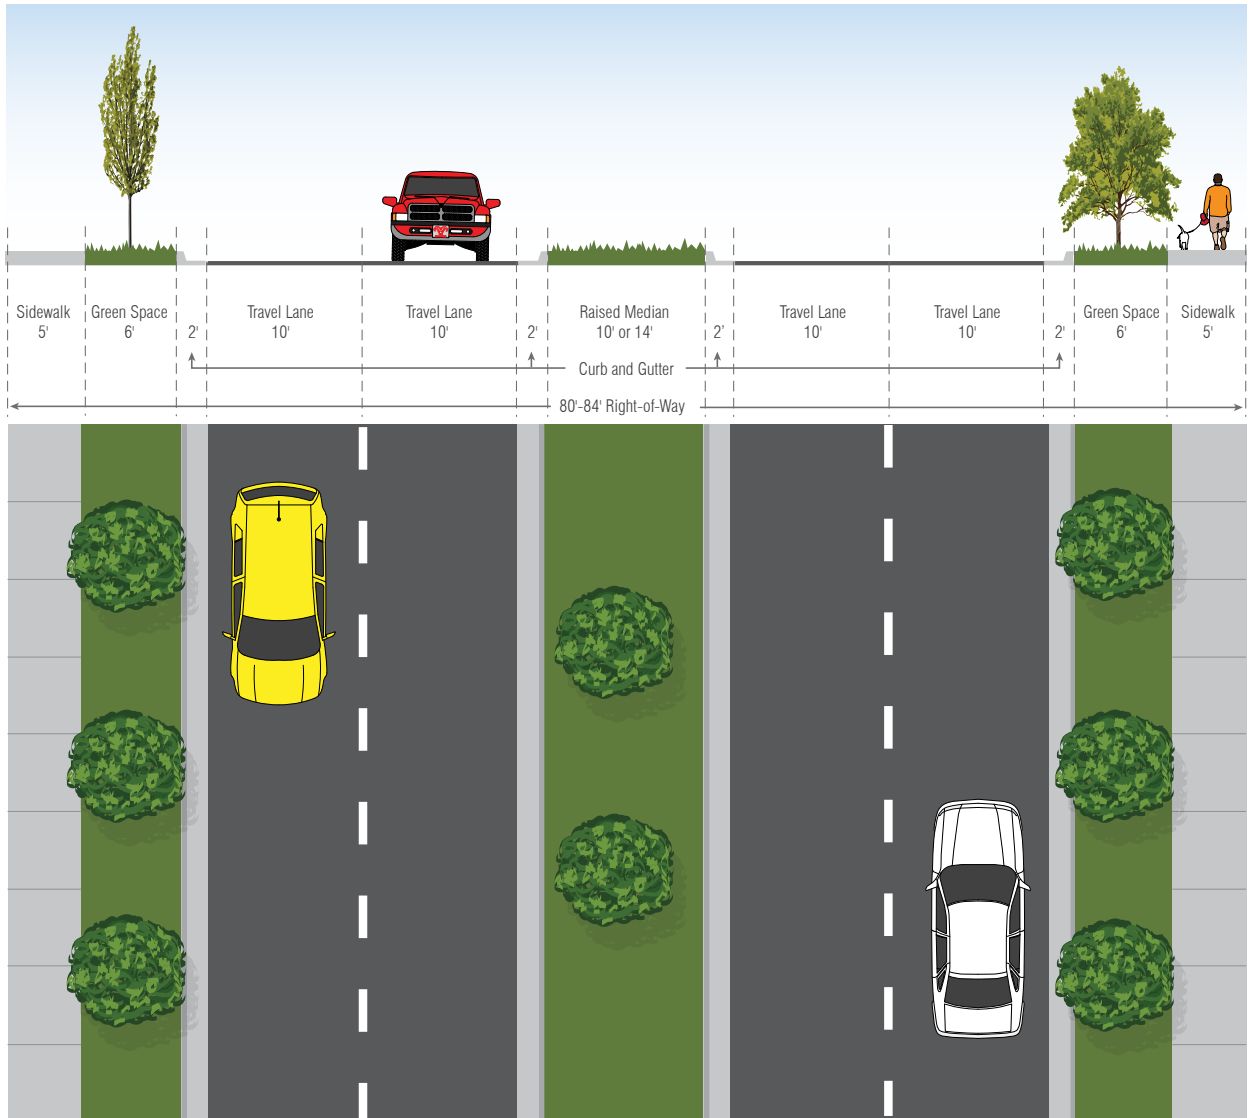 Sidewalk
5'
Green Space
6'
2'
Travel Lane
10'
Travel Lane
10'
2'
Raised Median
10' or 14'
2'
Travel Lane
10'
Travel Lane
10'
2'
Green Space
6'
Sidewalk
5'
Curb and Gutter
80'-84' Right-of-Way